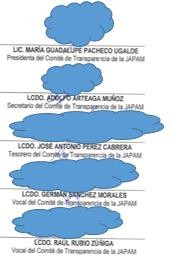 LIC. MARÍA GUADALUPE PACHECO UGALDE
Presidenta del Comité de Transparencia de la JAPAM
LCDO. ADOLFO ARTEAGA MUÑOZ
Secretario del Comité de Transparencia de la JAPAM
LCDO. JOSÉ ANTONIO PÉREZ CABRERA
Tesorero del Comité de Transparencia de la JAPAM
LCDO. GERMÁN SÁNCHEZ MORALES
Vocal del Comité de Transparencia de la JAPAM
LCDO. RAÚL RUBIO ZÚÑIGA
Vocal del Comité de Transparencia de la JAPAM